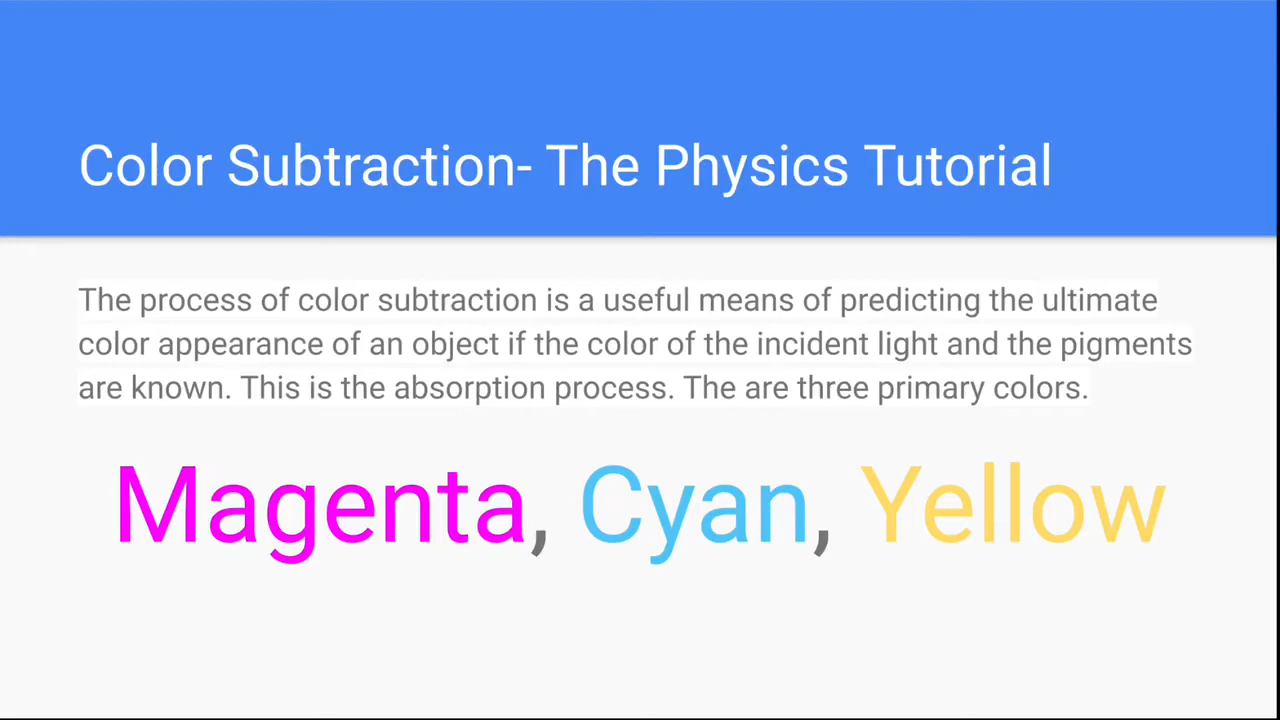 Color Subtraction- The Physics Tutorial
The process of color subtraction is a useful means of predicting the ultimate
color appearance of an object if the color of the incident light and the pigments
are known. This is the absorption process. The are three primary colors.
Magenta, Cyan, Yellow